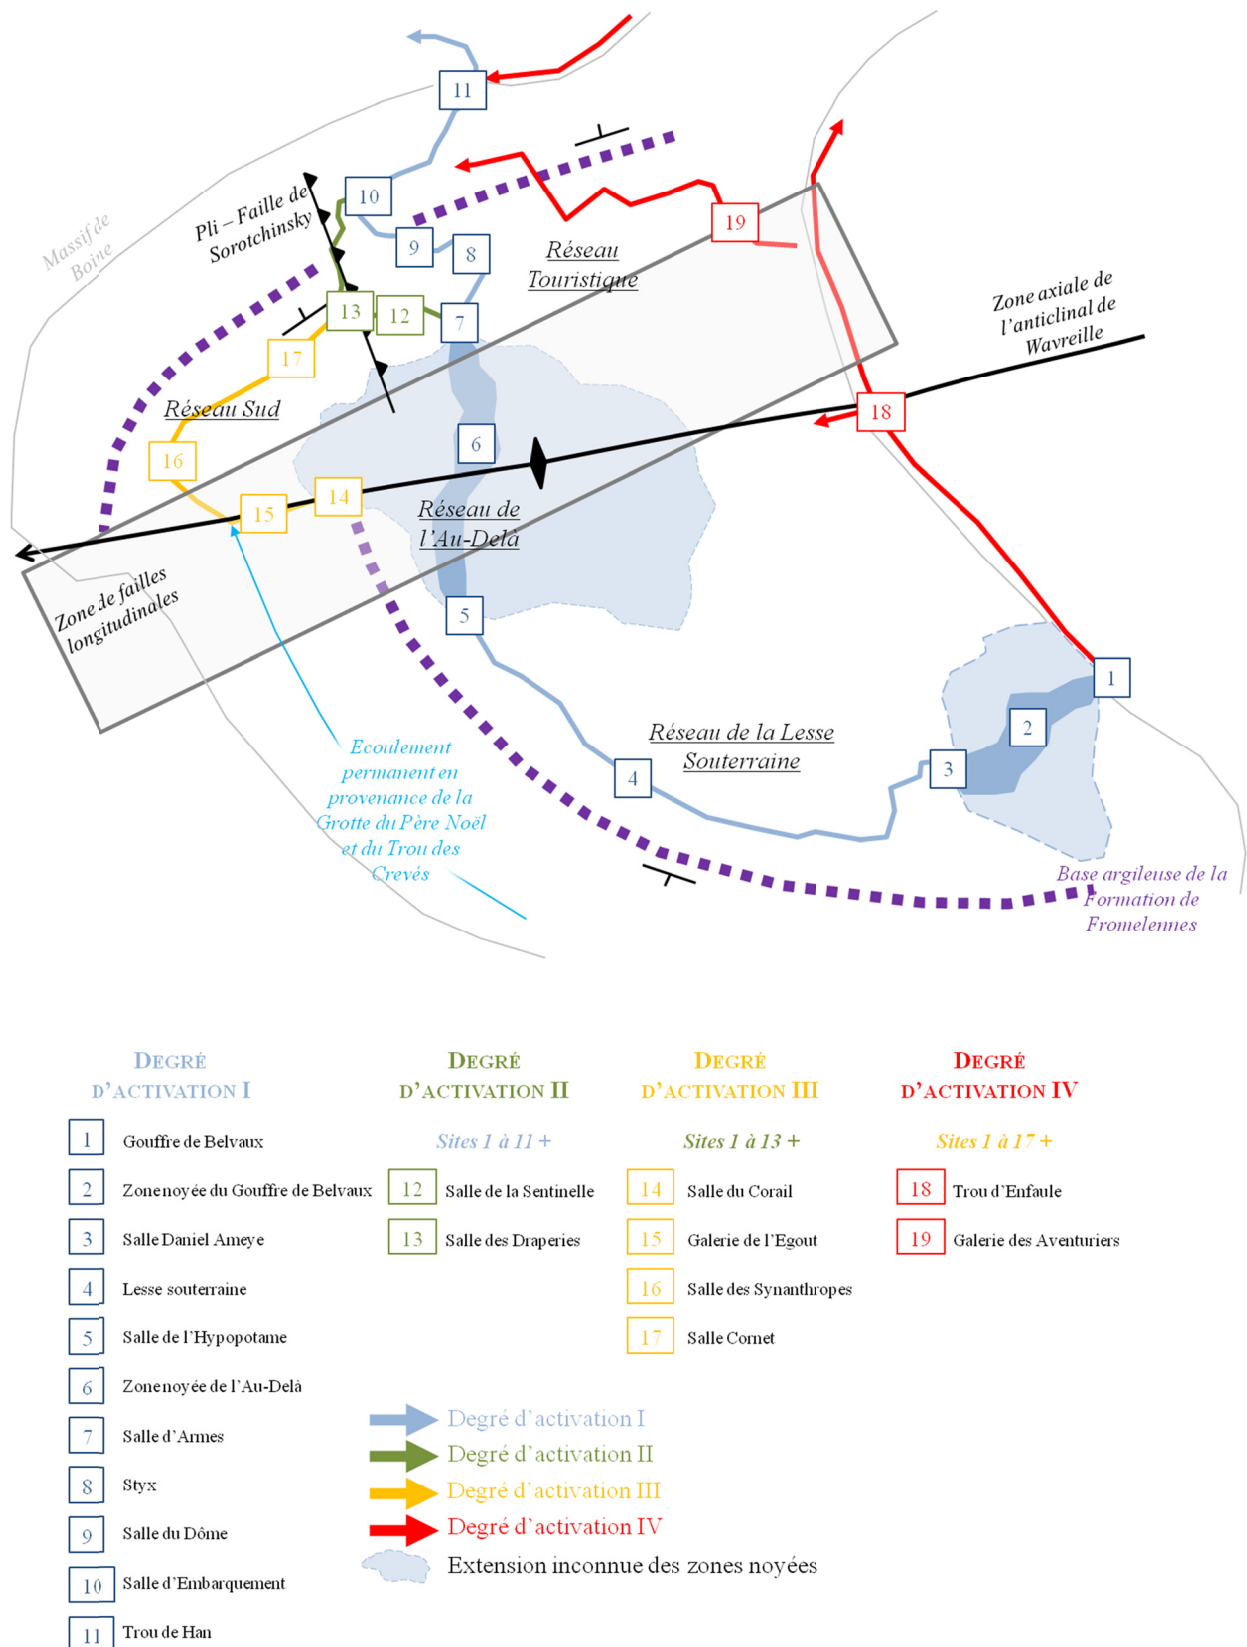 11
Pli – Faille de
Sorotchinsky
10
Massif de
Boine
19
9
8
Réseau
Touristique
Zone axiale de
l'anticlinal de
Wavreille
13
12
7
17
Réseau Sud
18
16
6
14
15
Réseau de
l'Au-Delà
Zone de failles
longitudinales
5
1
2
Réseau de la Lesse
Souterraine
3
4
Ecoulement
permanent en
provenance de la
Grotte du Père Noël
et du Trou des
Crevés
Base argileuse de la
Formation de
Fromelennes
DEGRÉ
D'ACTIVATION I
1 Gouffre de Belvaux
2 Zone noyée du Gouffre de Belvaux
3 Salle Daniel Ameye
4 Lesse souterraine
5 Salle de l'Hypopotame
6 Zone noyée de l'Au-Delà
7 Salle d'Armes
8 Styx
9 Salle du Dôme
10 Salle d'Embarquement
11 Trou de Han
DEGRÉ
D'ACTIVATION II
Sites 1 à 11 +
12 Salle de la Sentinelle
13 Salle des Draperies
DEGRÉ
D'ACTIVATION III
Sites 1 à 13 +
14 Salle du Corail
15 Galerie de l'Egout
16 Salle des Synanthropes
17 Salle Cornet
DEGRÉ
D'ACTIVATION IV
Sites 1 à 17 +
18 Trou d'Enfaule
19 Galerie des Aventuriers
Degré d'activation I
Degré d'activation II
Degré d'activation III
Degré d'activation IV
Extension inconnue des zones noyées